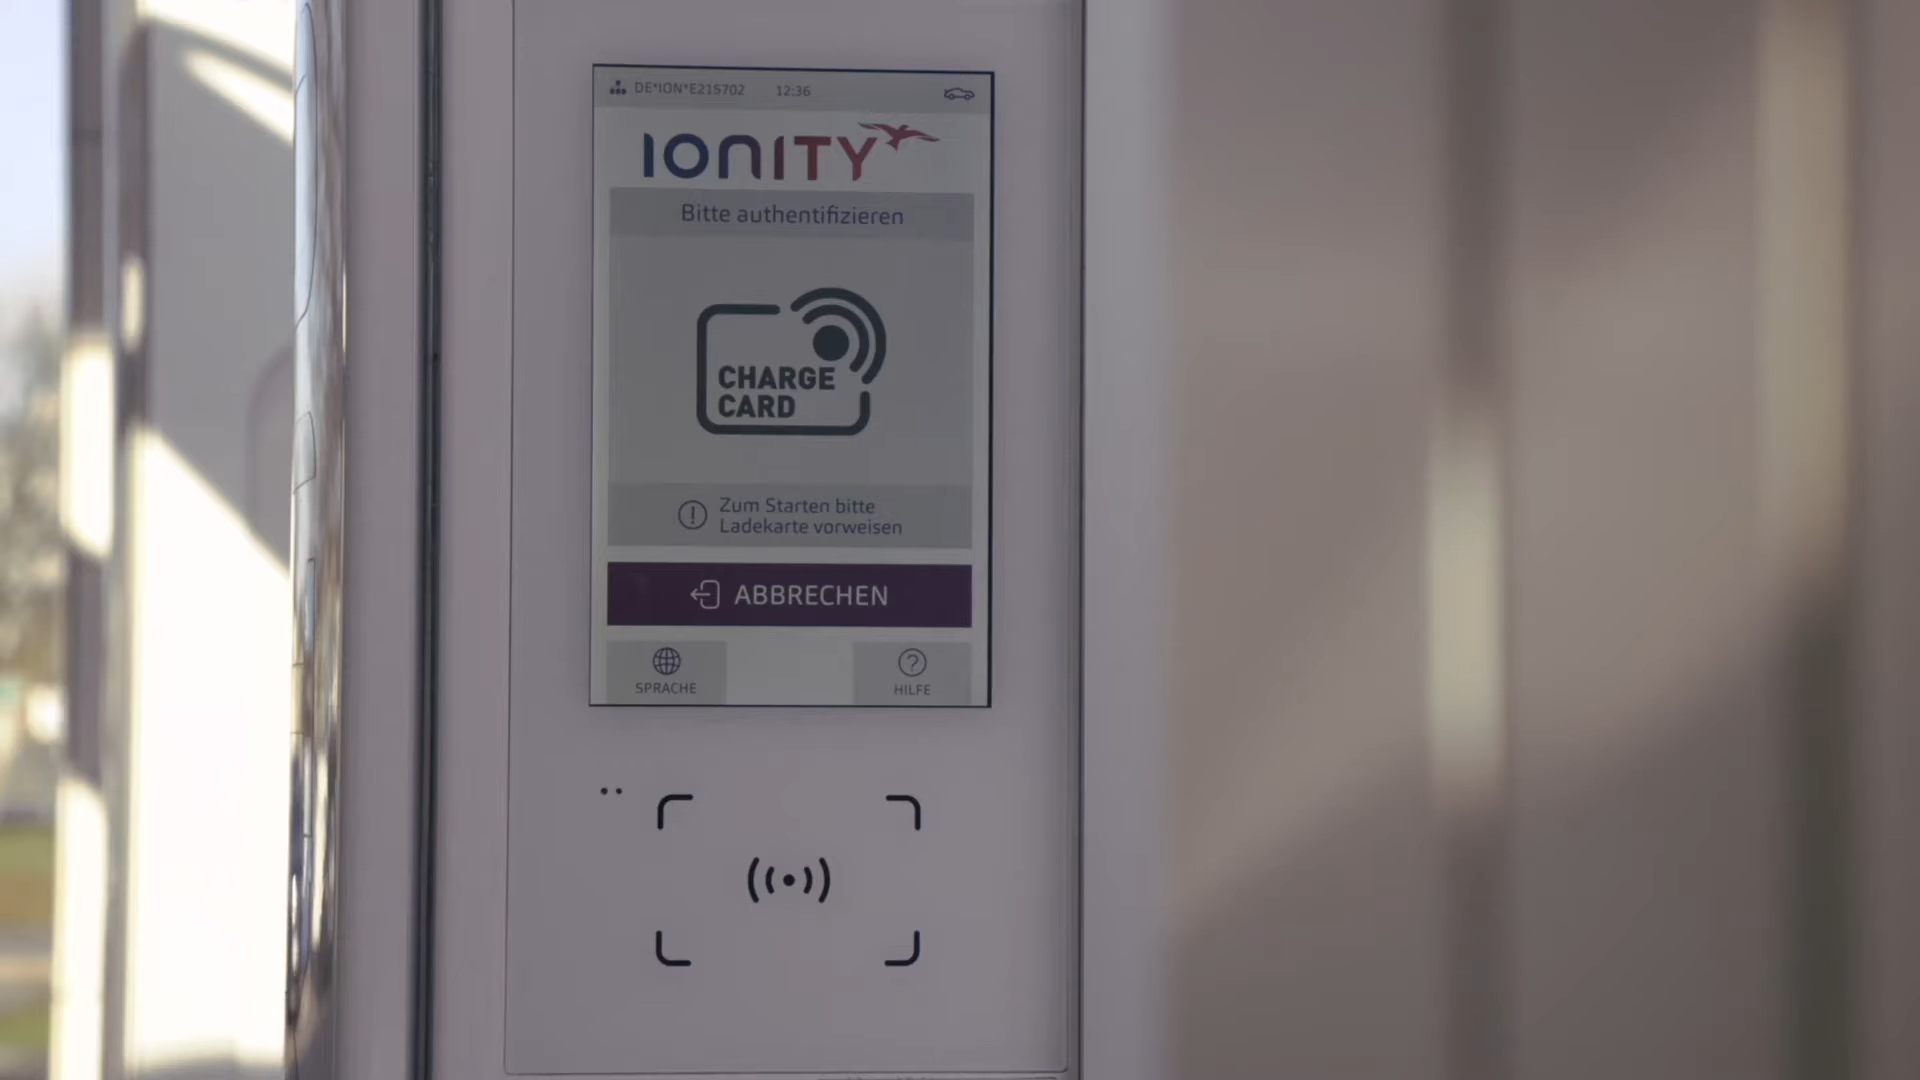 DE*ION*E215702 12:36
IONITY
Bitte authentifizieren
CHARGE
CARD
Zum Starten bitte
Ladekarte vorweisen
ABBRECHEN
SPRACHE HILFE